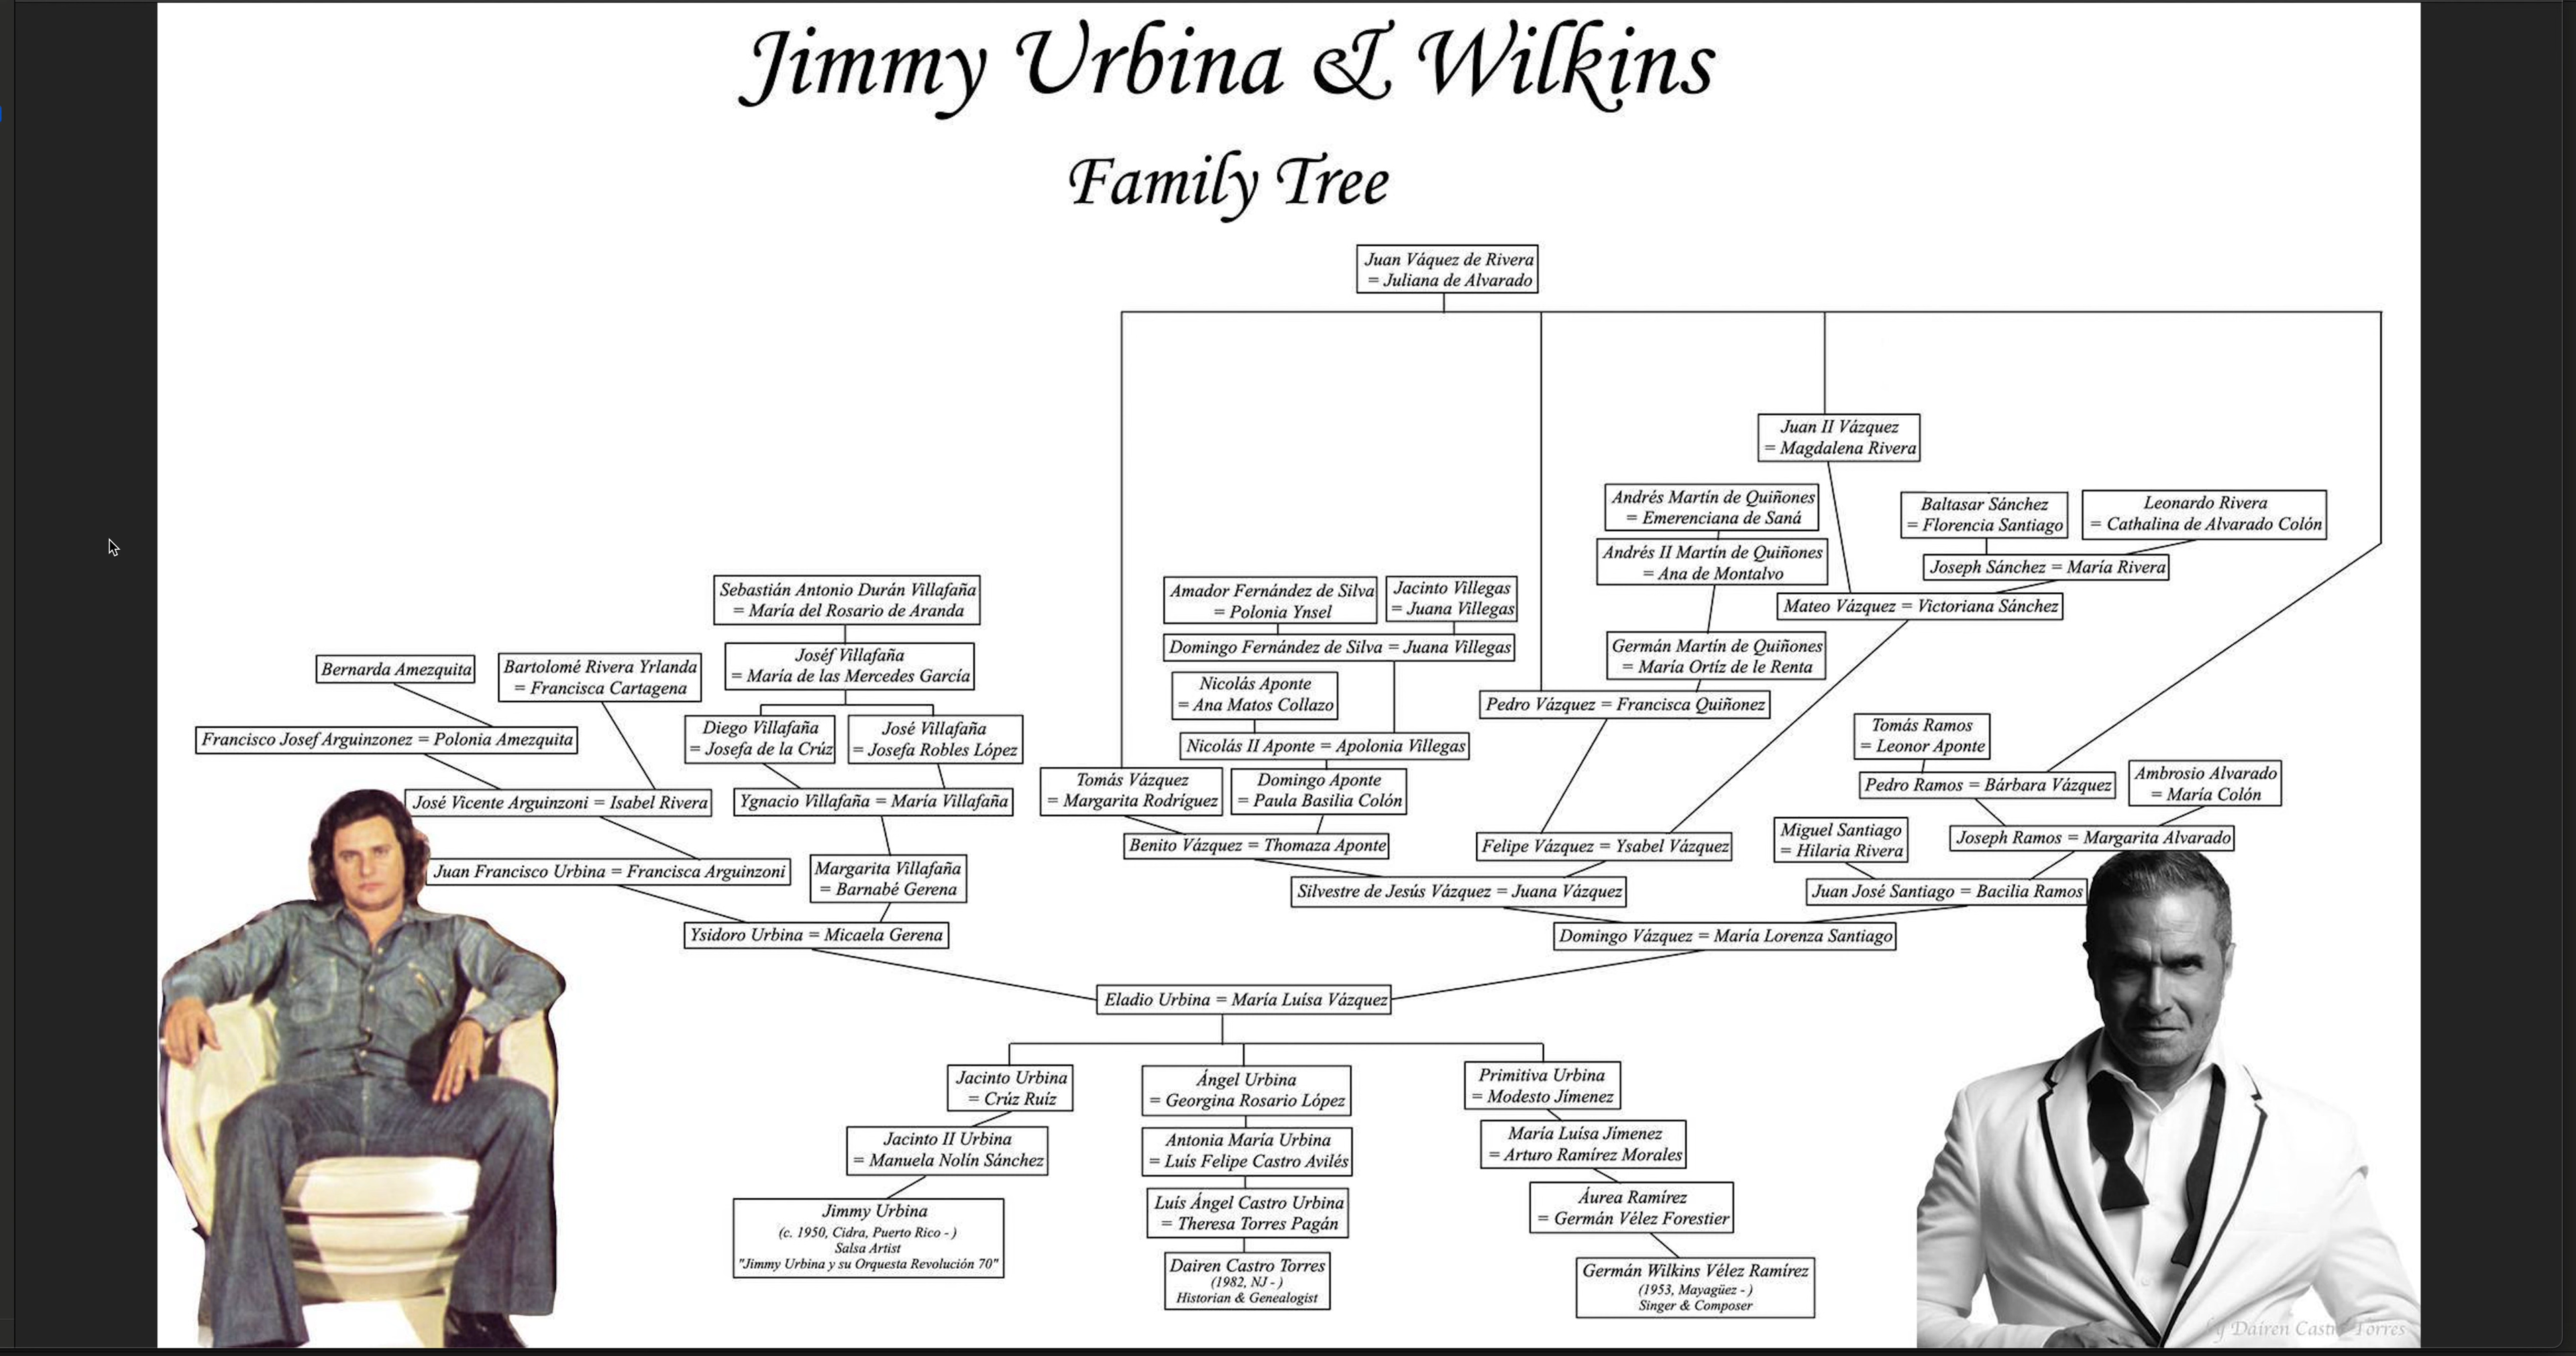 Jimmy Urbina & Wilkins
Family Tree
Juan Váquez de Rivera
= Juliana de Alvarado
Juan II Vázquez
= Magdalena Rivera
Andrés Martín de Quiñones
= Emerenciana de Saná
Baltasar Sánchez
= Florencia Santiago
Leonardo Rivera
= Cathalina de Alvarado Colón
Andrés II Martín de Quiñones
= Ana de Montalvo
Joseph Sánchez = María Rivera
Sebastián Antonio Durán Villafaña
= María del Rosario de Aranda
Amador Fernández de Silva
= Polonia Ynsel
Jacinto Villegas
= Juana Villegas
Mateo Vázquez = Victoriana Sánchez
Domingo Fernández de Silva = Juana Villegas
Germán Martín de Quiñones
= María Ortíz de le Renta
Bernarda Amezquita
Bartolomé Rivera Yrlanda
= Francisca Cartagena
Joséf Villafaña
= María de las Mercedes García
Nicolás Aponte
= Ana Matos Collazo
Pedro Vázquez = Francisca Quiñonez
Francisco Josef Arguinzonez = Polonia Amezquita
Diego Villafaña
= Josefa de la Crúz
José Villafaña
= Josefa Robles López
Nicolás II Aponte = Apolonia Villegas
Tomás Ramos
= Leonor Aponte
José Vicente Arguinzoni = Isabel Rivera
Ygnacio Villafaña = María Villafaña
Tomás Vázquez
= Margarita Rodríguez
Domingo Aponte
= Paula Basilia Colón
Pedro Ramos = Bárbara Vázquez
Ambrosio Alvarado
= María Colón
Benito Vázquez = Thomaza Aponte
Felipe Vázquez = Ysabel Vázquez
Miguel Santiago
= Hilaria Rivera
Joseph Ramos = Margarita Alvarado
Juan Francisco Urbina = Francisca Arguinzoni
Margarita Villafaña
= Barnabé Gerena
Silvestre de Jesús Vázquez = Juana Vázquez
Juan José Santiago = Bacilia Ramos
Ysidoro Urbina = Micaela Gerena
Domingo Vázquez = María Lorenza Santiago
Eladio Urbina = María Luísa Vázquez
Jacinto Urbina
= Crúz Ruíz
Ángel Urbina
= Georgina Rosario López
Primitiva Urbina
= Modesto Jímenez
Jacinto II Urbina
= Manuela Nolín Sánchez
Antonia María Urbina
= Luís Felipe Castro Avilés
María Luísa Jímenez
= Arturo Ramírez Morales
Jimmy Urbina
(c. 1950, Cidra, Puerto Rico - )
Salsa Artist
"Jimmy Urbina y su Orquesta Revolución 70"
Luís Ángel Castro Urbina
= Theresa Torres Pagán
Áurea Ramírez
= Germán Vélez Forestier
Dairen Castro Torres
(1982, NJ - )
Historian & Genealogist
Germán Wilkins Vélez Ramírez
(1953, Mayagüez - )
Singer & Composer
by Dairen Castro Torres